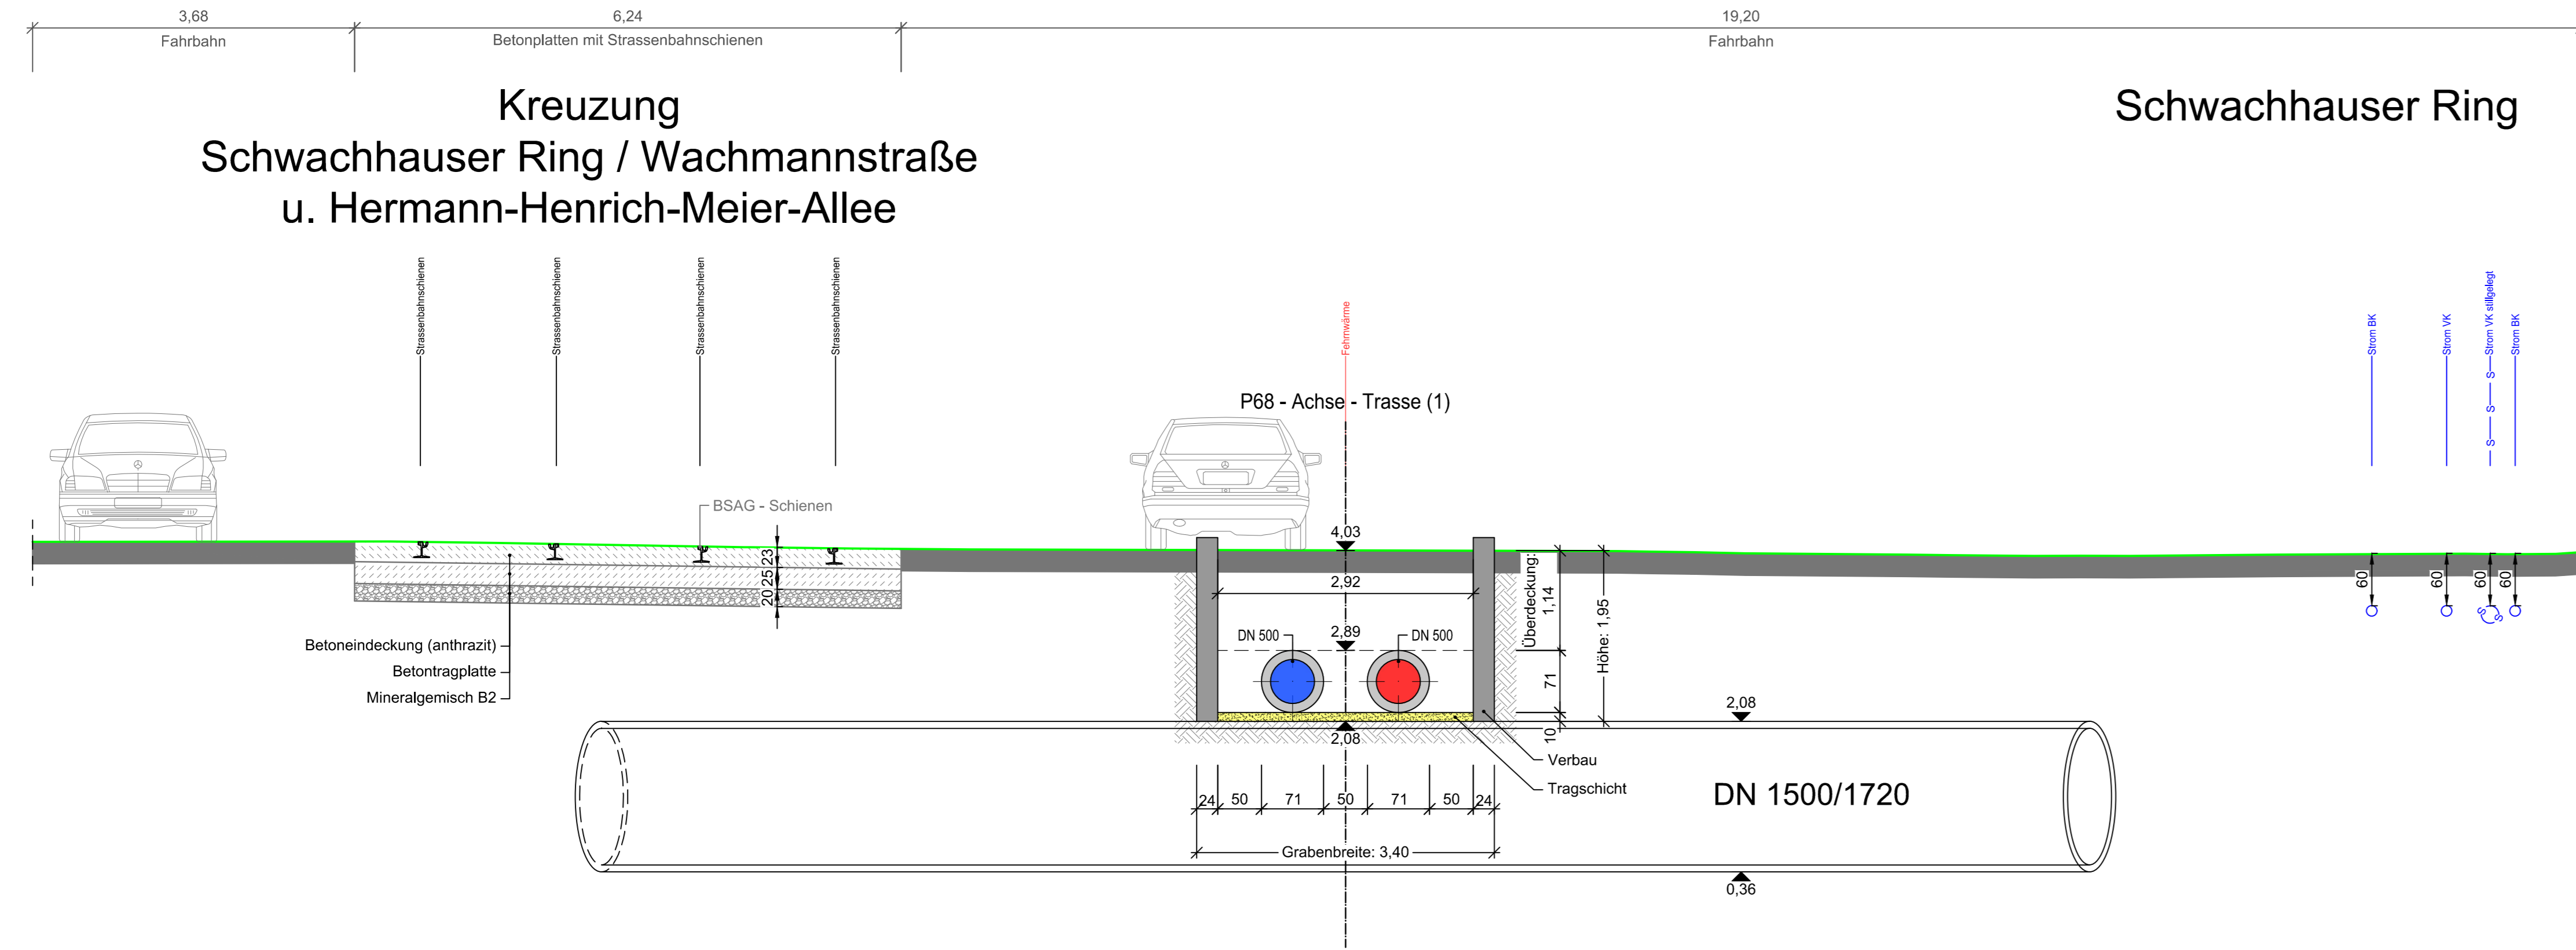 3,68
6,24
19,20
Fahrbahn
Betonplatten mit Strassenbahnschienen
Fahrbahn
Kreuzung
Schwachhauser Ring / Wachmannstraße
u. Hermann-Henrich-Meier-Allee
Schwachhauser Ring
Strassenbahnschienen
Strassenbahnschienen
Strassenbahnschienen
Strassenbahnschienen
Fehrnwärme
Strom BK
Strom VK
Strom VK stillgelegt
Strom BK
S
S
S
P68 - Achse - Trasse (1)
BSAG - Schienen
4,03
23
25
20
2,92
Überdeckung:
1,14
Höhe: 1,95
60
60
60
60
S
S
DN 500
2,89
DN 500
Betoneindeckung (anthrazit)
Betontragplatte
Mineralgemisch B2
71
10
2,08
2,08
Verbau
Tragschicht
24
50
71
50
71
50
24
DN 1500/1720
Grabenbreite: 3,40
0,36